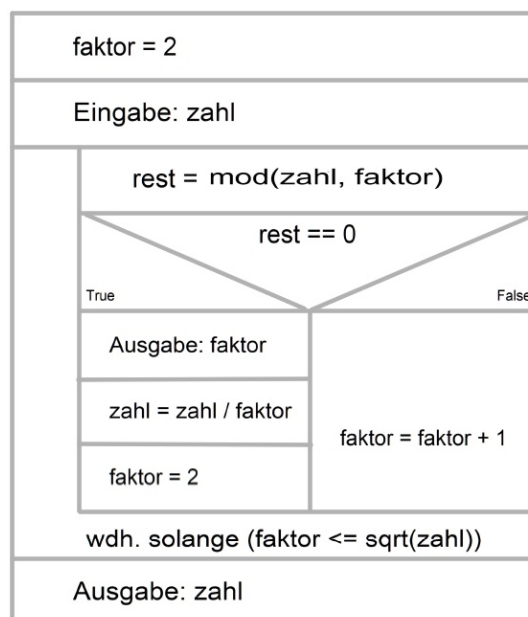 faktor = 2
Eingabe: zahl
rest = mod(zahl, faktor)
rest == 0
True
False
Ausgabe: faktor
zahl = zahl / faktor
faktor = 2
faktor = faktor + 1
wdh. solange (faktor <= sqrt(zahl))
Ausgabe: zahl